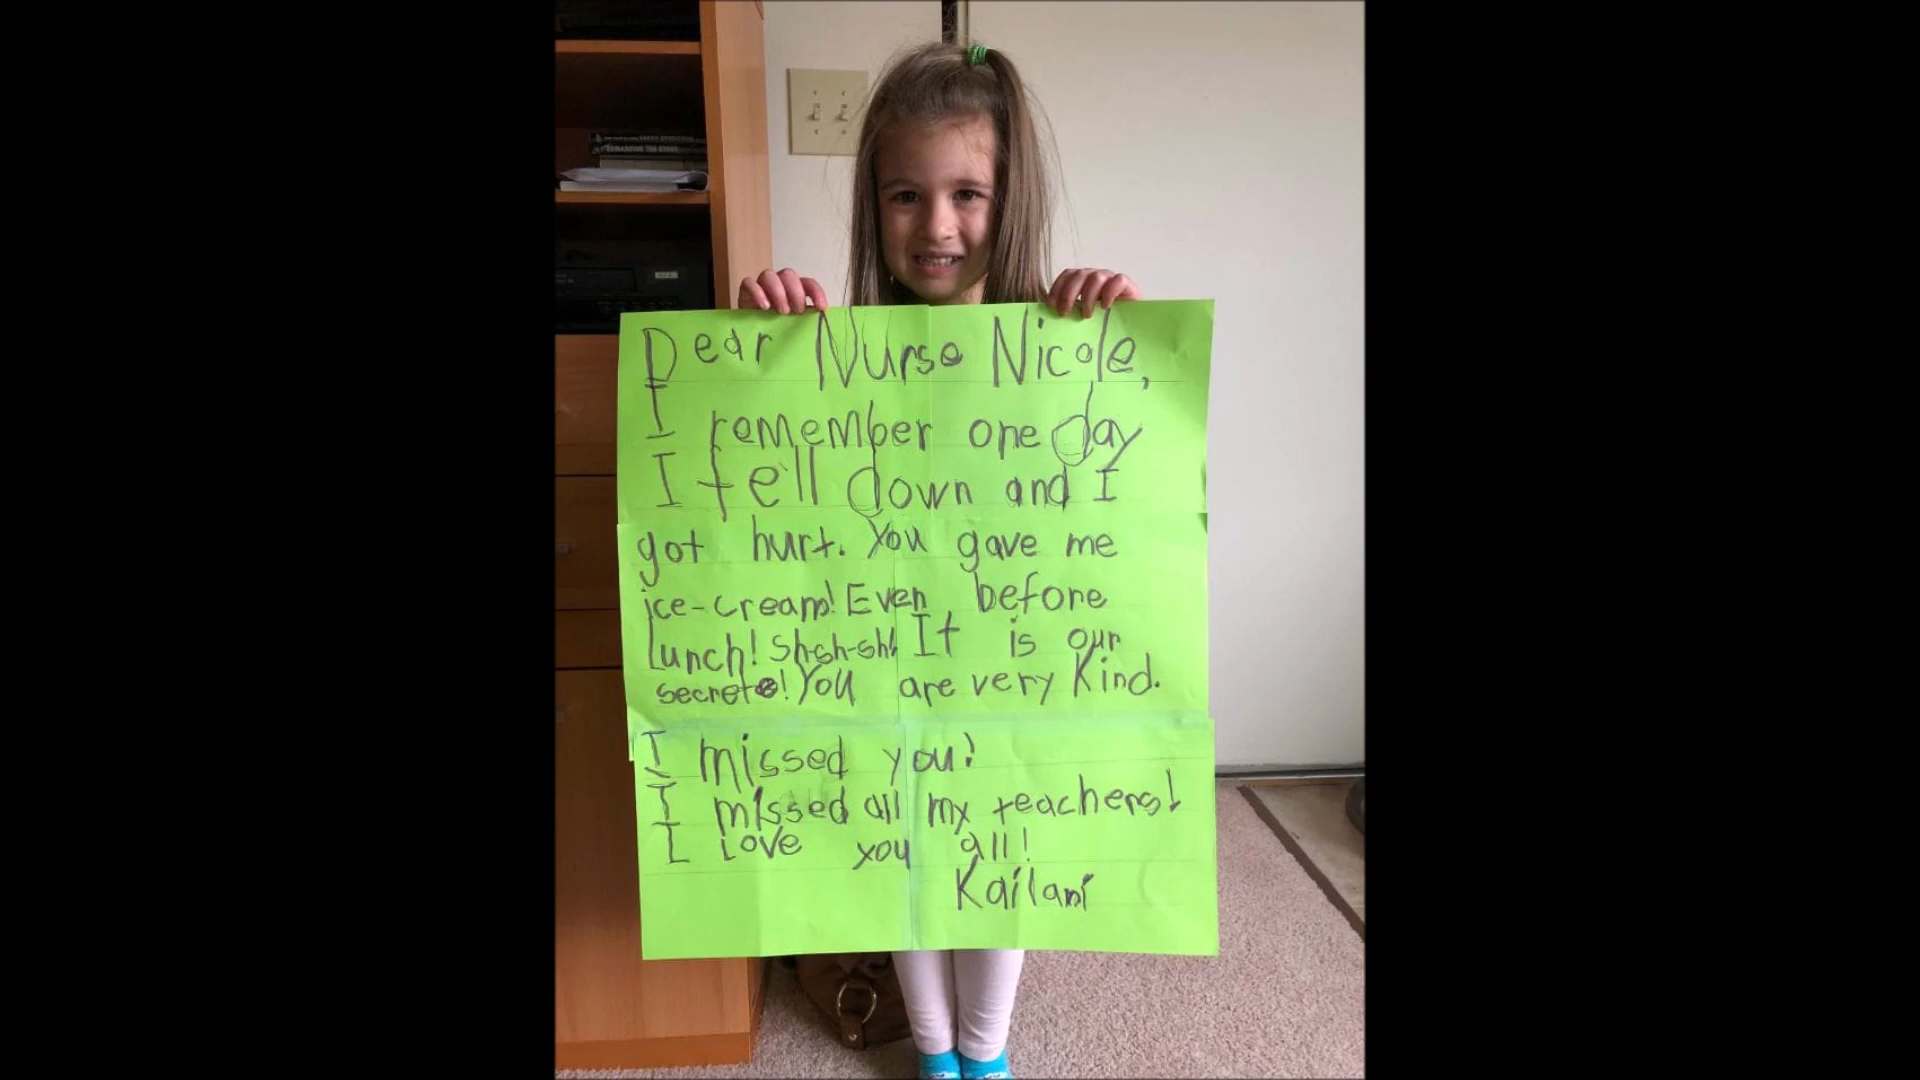 Dear Nurse Nicole,
I remember one day
I fell down and I
got hurt. You gave me
ice-cream! Even before
Lunch! Sh-sh-sh! It is our
secret! You are very Kind.
I missed you!
I missed all my teachers!
I Love you all!
Kailani